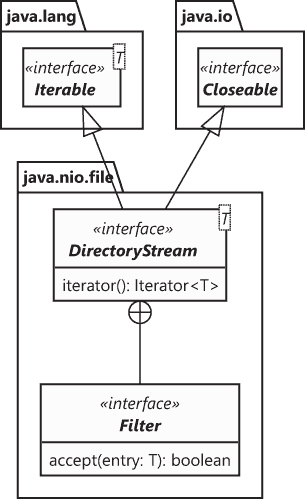 java.lang
java.io
«interface»
Iterable
T
«interface»
Closeable
java.nio.file
«interface»
DirectoryStream
T
iterator(): Iterator<T>
«interface»
Filter
accept(entry: T): boolean